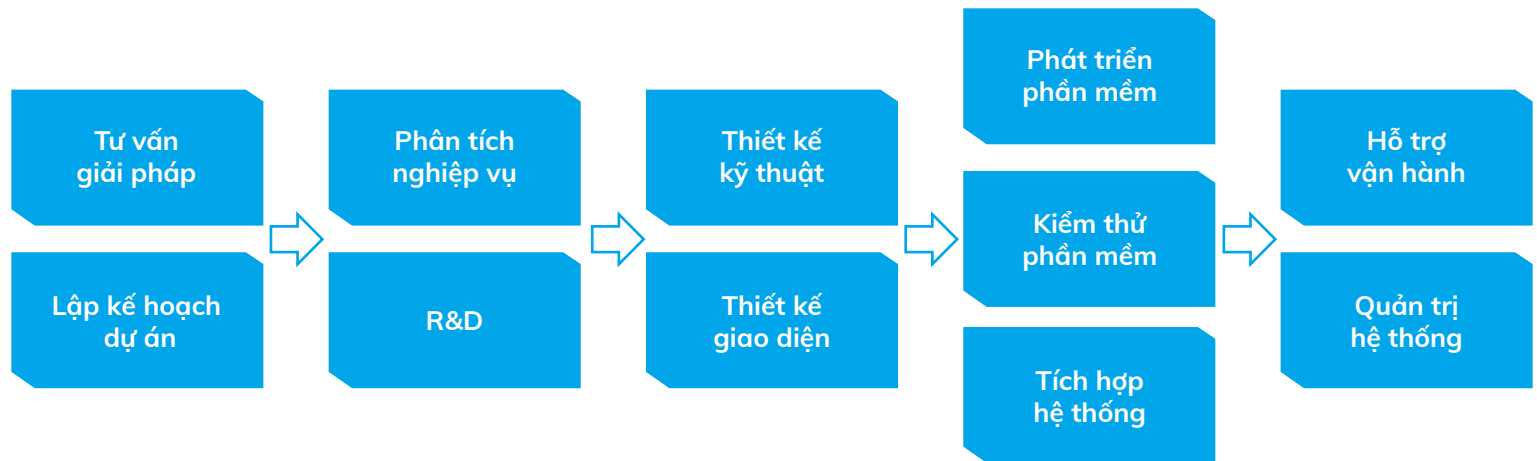 Tư vấn
giải pháp
Lập kế hoạch
dự án
Phân tích
nghiệp vụ
R&D
Thiết kế
kỹ thuật
Thiết kế
giao diện
Phát triển
phần mềm
Kiểm thử
phần mềm
Tích hợp
hệ thống
Hỗ trợ
vận hành
Quản trị
hệ thống